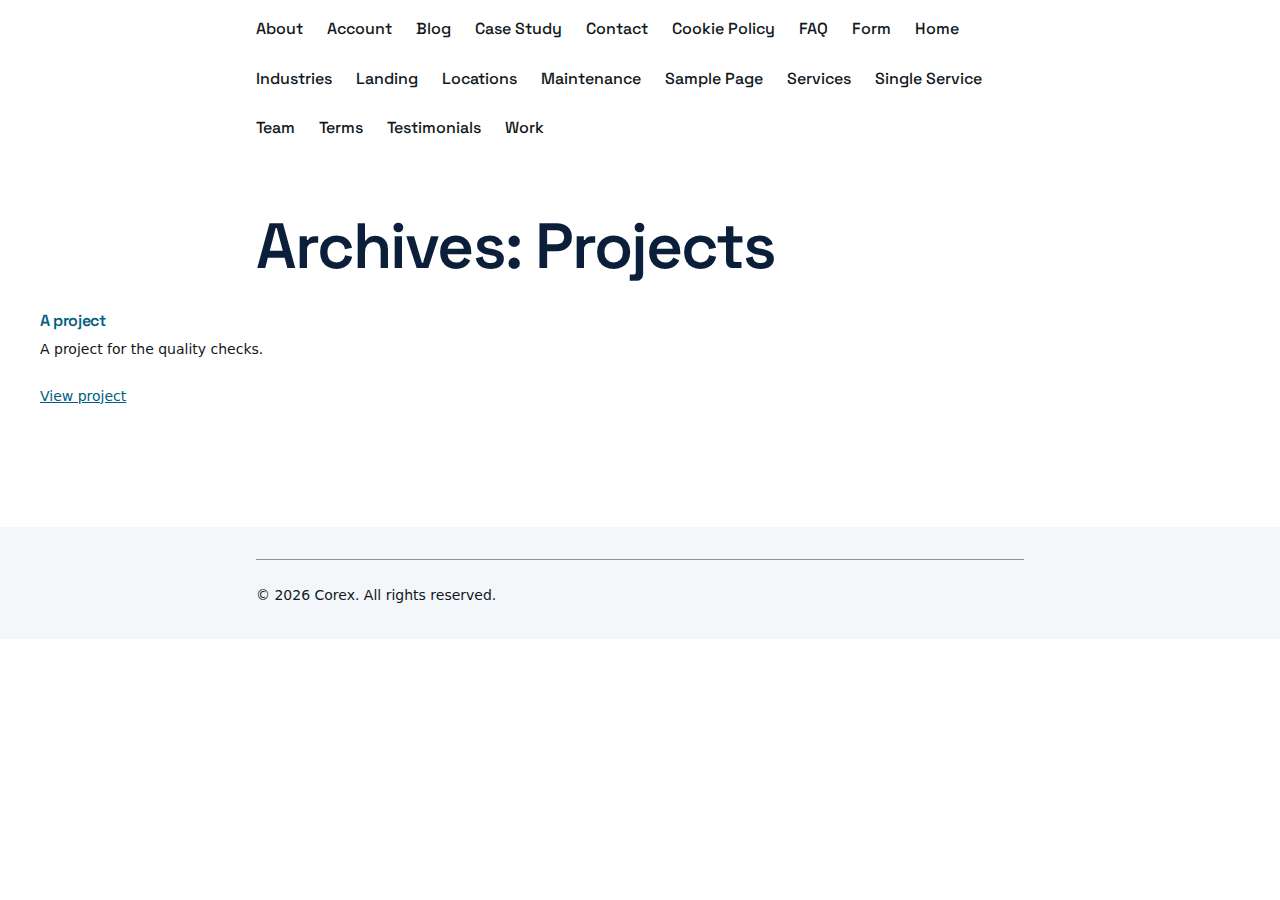 About Account Blog Case Study Contact Cookie Policy FAQ Form Home
Industries Landing Locations Maintenance Sample Page Services Single Service
Team Terms Testimonials Work
Archives: Projects
A project
A project for the quality checks.
View project
© 2026 Corex. All rights reserved.